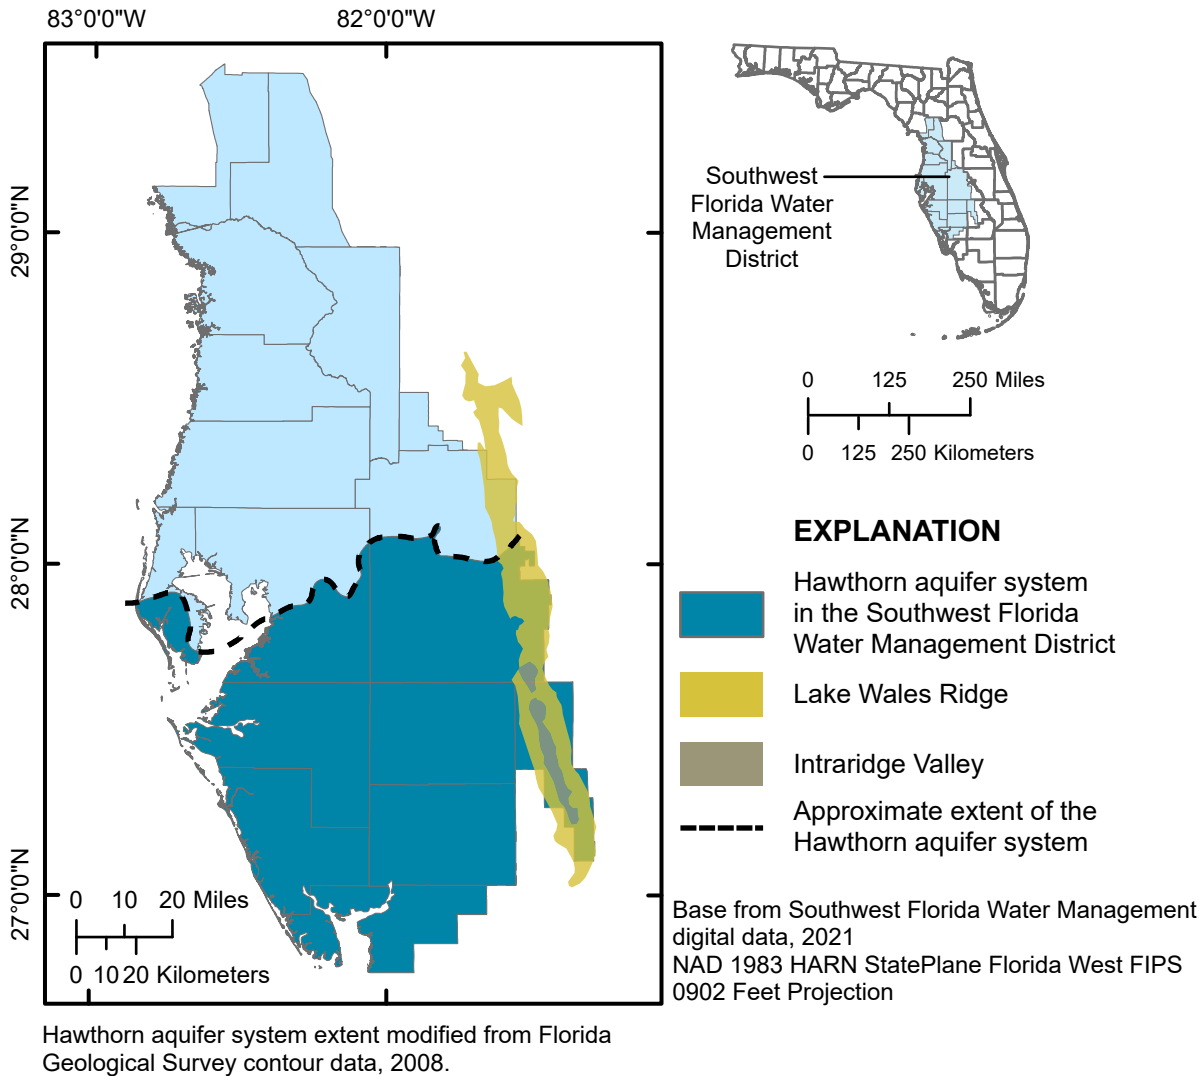 83°0'0"W
82°0'0"W
29°0'0"N
28°0'0"N
27°0'0"N
0 10 20 Miles
0 10 20 Kilometers
Southwest
Florida Water
Management
District
0 125 250 Miles
0 125 250 Kilometers
EXPLANATION
Hawthorn aquifer system
in the Southwest Florida
Water Management District
Lake Wales Ridge
Intraridge Valley
Approximate extent of the
Hawthorn aquifer system
Base from Southwest Florida Water Management
digital data, 2021
NAD 1983 HARN StatePlane Florida West FIPS
0902 Feet Projection
Hawthorn aquifer system extent modified from Florida
Geological Survey contour data, 2008.